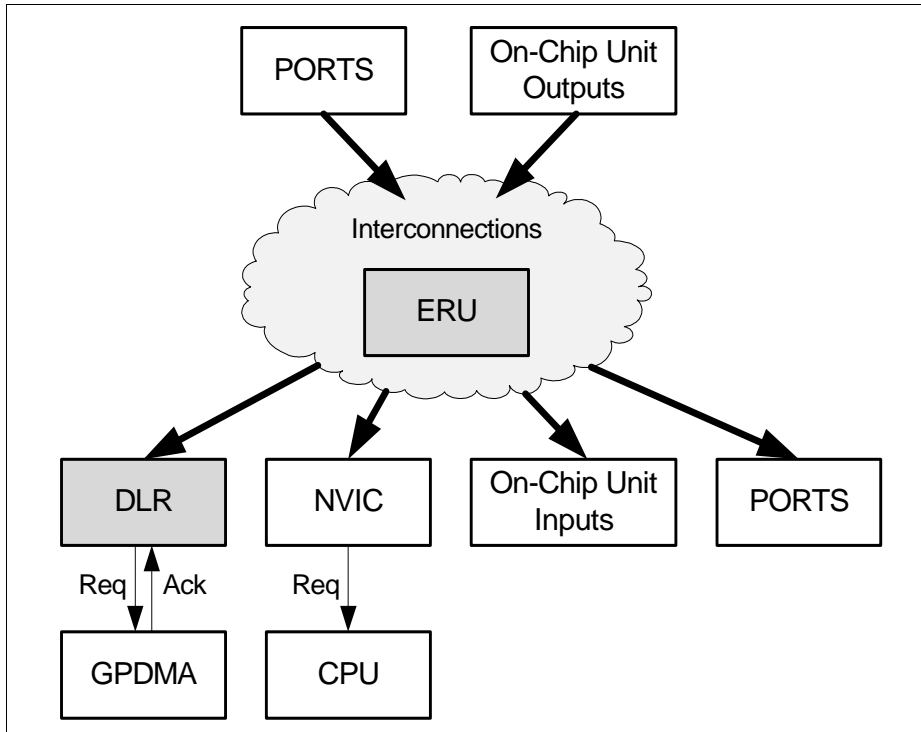 PORTS
On-Chip Unit
Outputs
Interconnections
ERU
DLR
NVIC
On-Chip Unit
Inputs
PORTS
Req
Ack
Req
GPDMA
CPU